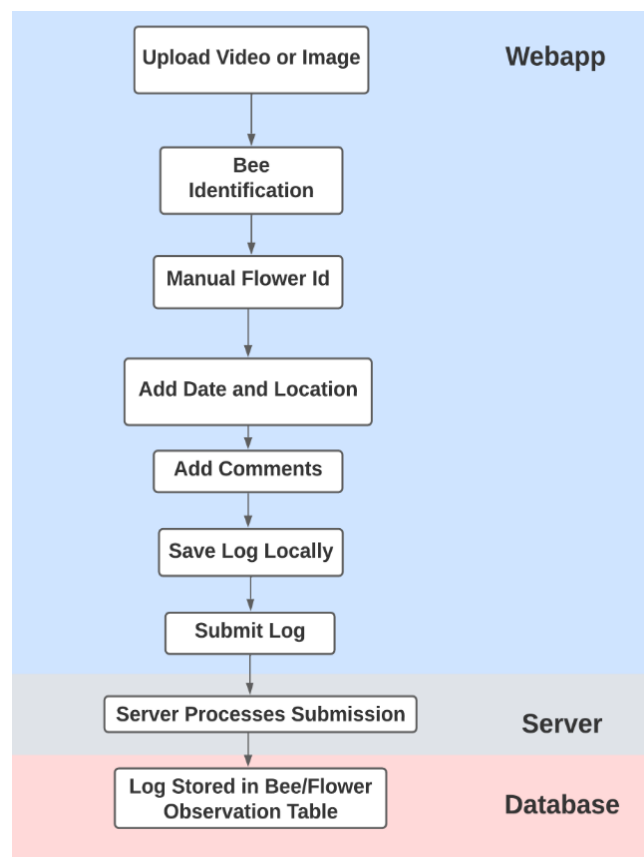 Upload Video or Image
Webapp
Bee
Identification
Manual Flower Id
Add Date and Location
Add Comments
Save Log Locally
Submit Log
Server Processes Submission
Server
Log Stored in Bee/Flower
Observation Table
Database